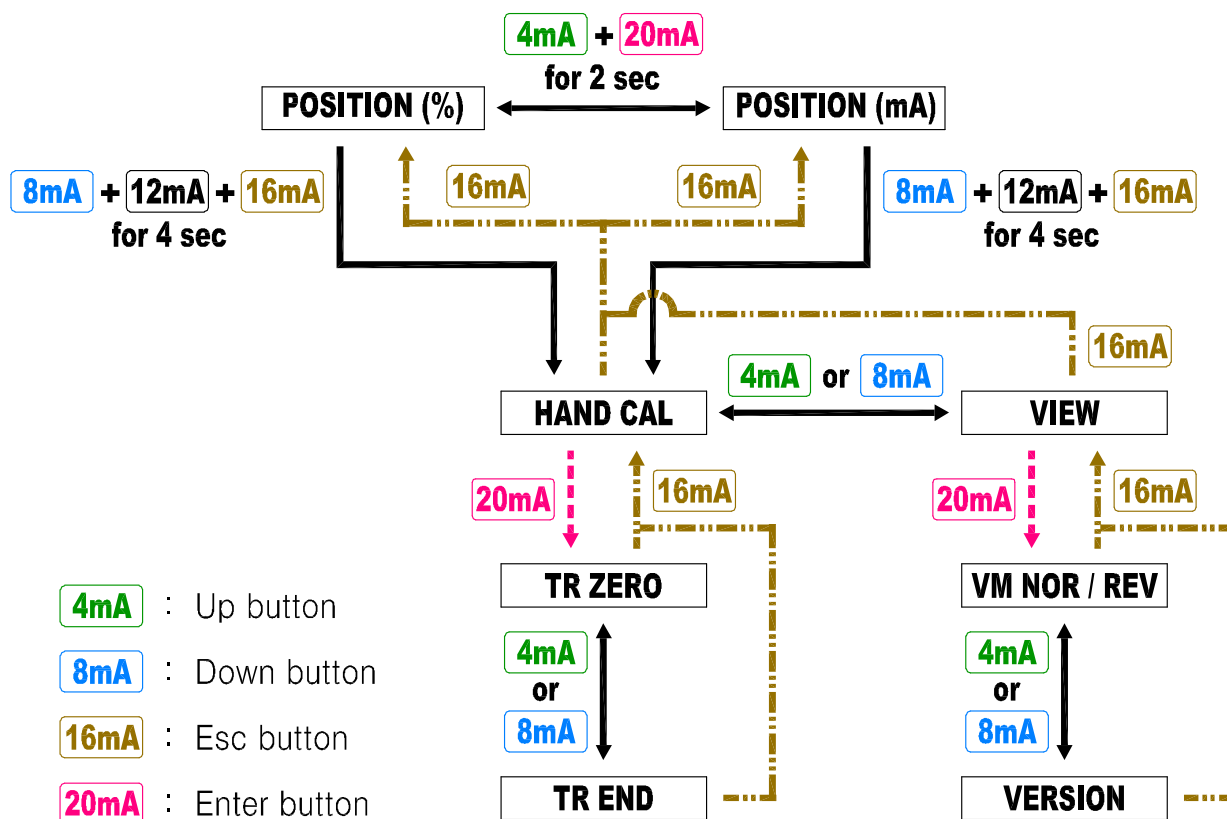 4mA + 20mA
for 2 sec
POSITION (%)
POSITION (mA)
8mA + 12mA + 16mA
for 4 sec
16mA
16mA
8mA + 12mA + 16mA
for 4 sec
16mA
4mA or 8mA
HAND CAL
VIEW
20mA
16mA
20mA
16mA
TR ZERO
VM NOR / REV
4mA
or
8mA
4mA
or
8mA
TR END
VERSION
4mA : Up button
8mA : Down button
16mA : Esc button
20mA : Enter button